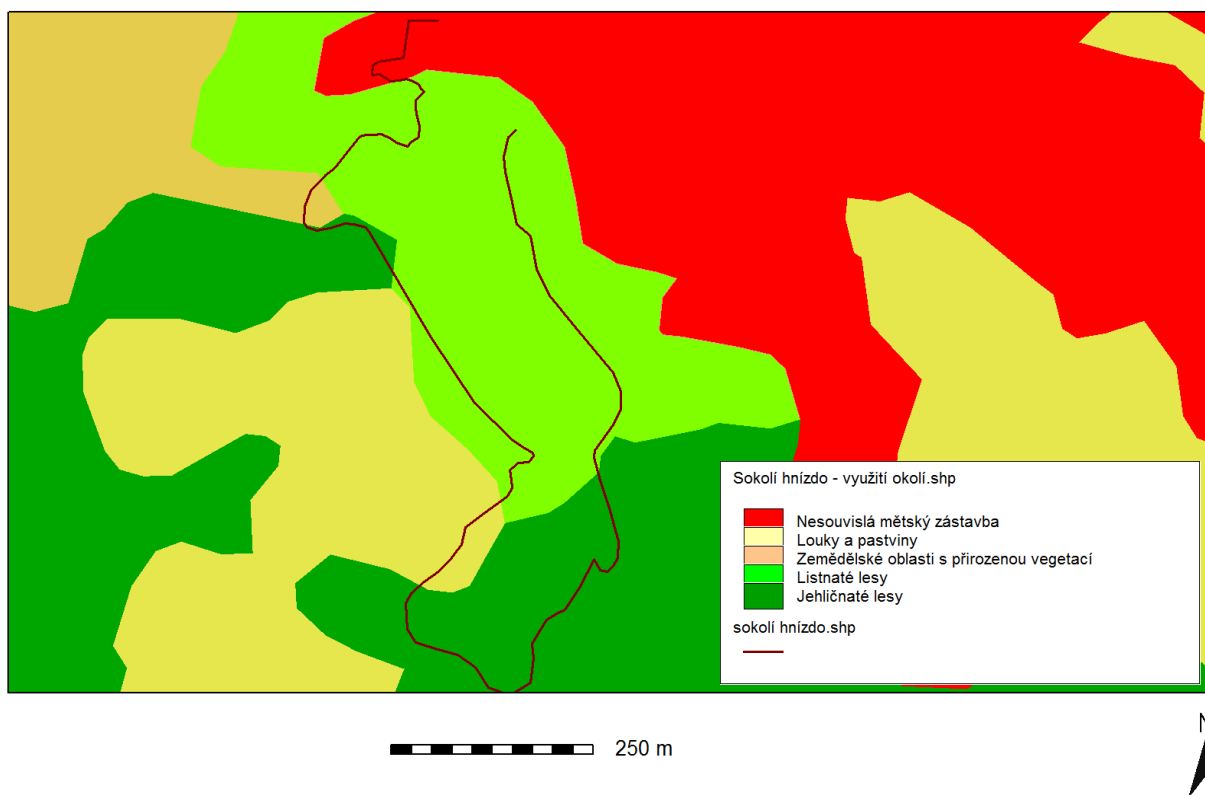 Sokolí hnízdo - využití okolí.shp
Nesouvislá mětský zástavba
Louky a pastviny
Zemědělské oblasti s přirozenou vegetací
Listnaté lesy
Jehličnaté lesy
sokolí hnízdo.shp
250 m
N